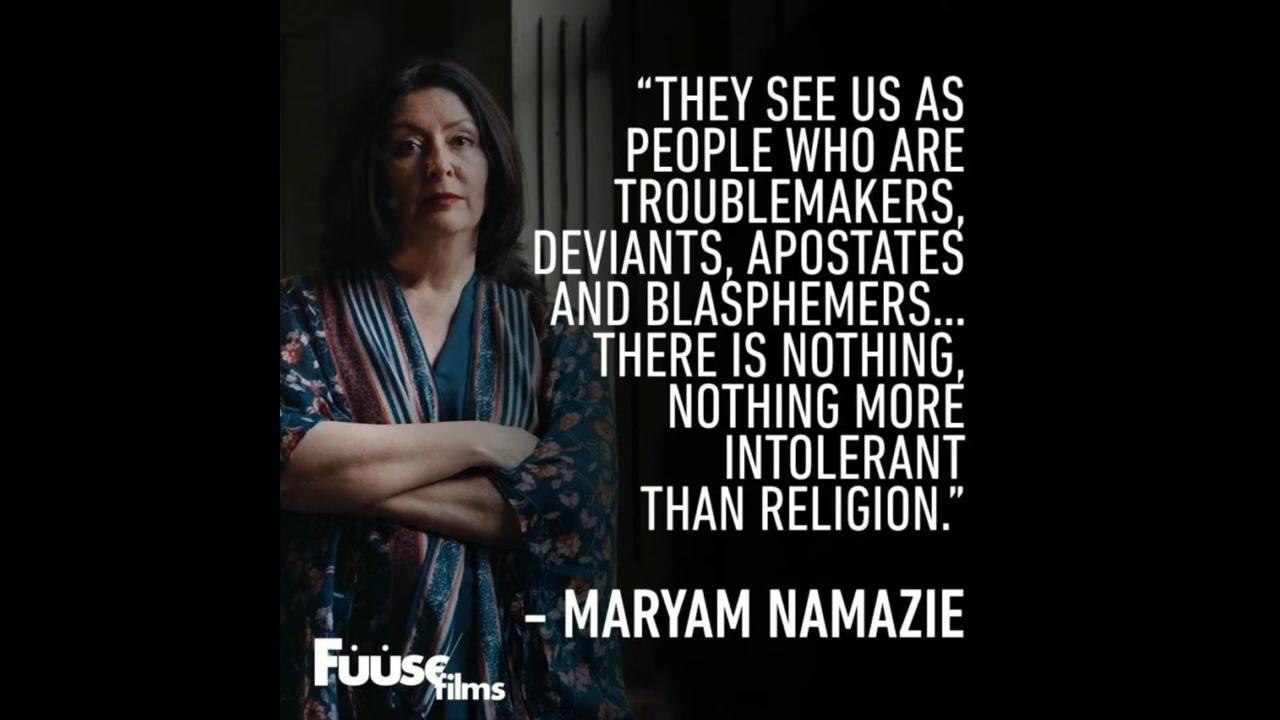 “THEY SEE US AS
PEOPLE WHO ARE
TROUBLEMAKERS,
DEVIANTS, APOSTATES
AND BLASPHEMERS...
THERE IS NOTHING,
NOTHING MORE
INTOLERANT
THAN RELIGION.”
– MARYAM NAMAZIE
FÜÜSE
films